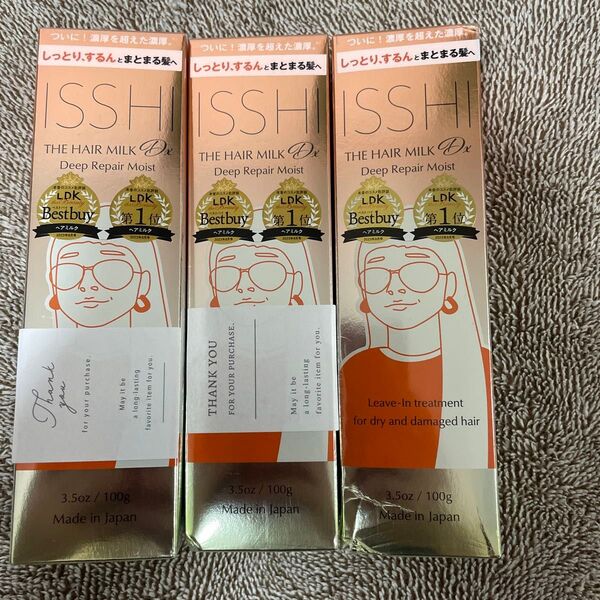 ついに！濃厚を超えた濃厚。
しっとり、するんとまとまる髪へ
ISSHI
THE HAIR MILK Dx
Deep Repair Moist
LDK
Bestbuy
ヘアミルク
LDK
第1位
ヘアミルク
Thank you
for your purchase.
May it be
a long-lasting
favorite item for you.
3.5oz / 100g
Made in Japan
ついに！濃厚を超えた濃厚。
しっとり、するんとまとまる髪へ
ISSHI
THE HAIR MILK Dx
Deep Repair Moist
LDK
Bestbuy
ヘアミルク
LDK
第1位
ヘアミルク
THANK YOU
FOR YOUR PURCHASE.
May it be
a long-lasting
favorite item for you.
3.5oz / 100g
Made in Japan
ついに！濃厚を超えた濃厚。
しっとり、するんとまとまる髪へ
ISSHI
THE HAIR MILK Dx
Deep Repair Moist
LDK
Bestbuy
ヘアミルク
LDK
第1位
ヘアミルク
Leave-In treatment
for dry and damaged hair
3.5oz / 100g
Made in Japan